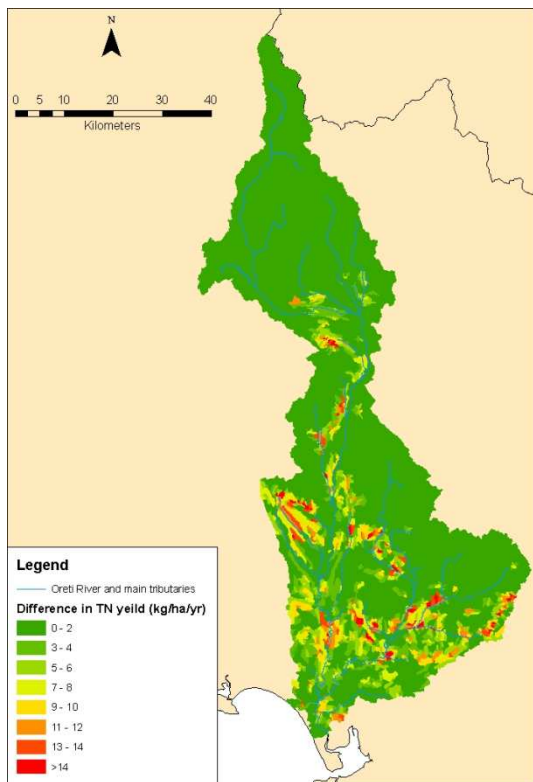 N
0 5 10 20 30 40
Kilometers
Legend
Oreti River and main tributaries
Difference in TN yeild (kg/ha/yr)
0 - 2
3 - 4
5 - 6
7 - 8
9 - 10
11 - 12
13 - 14
>14